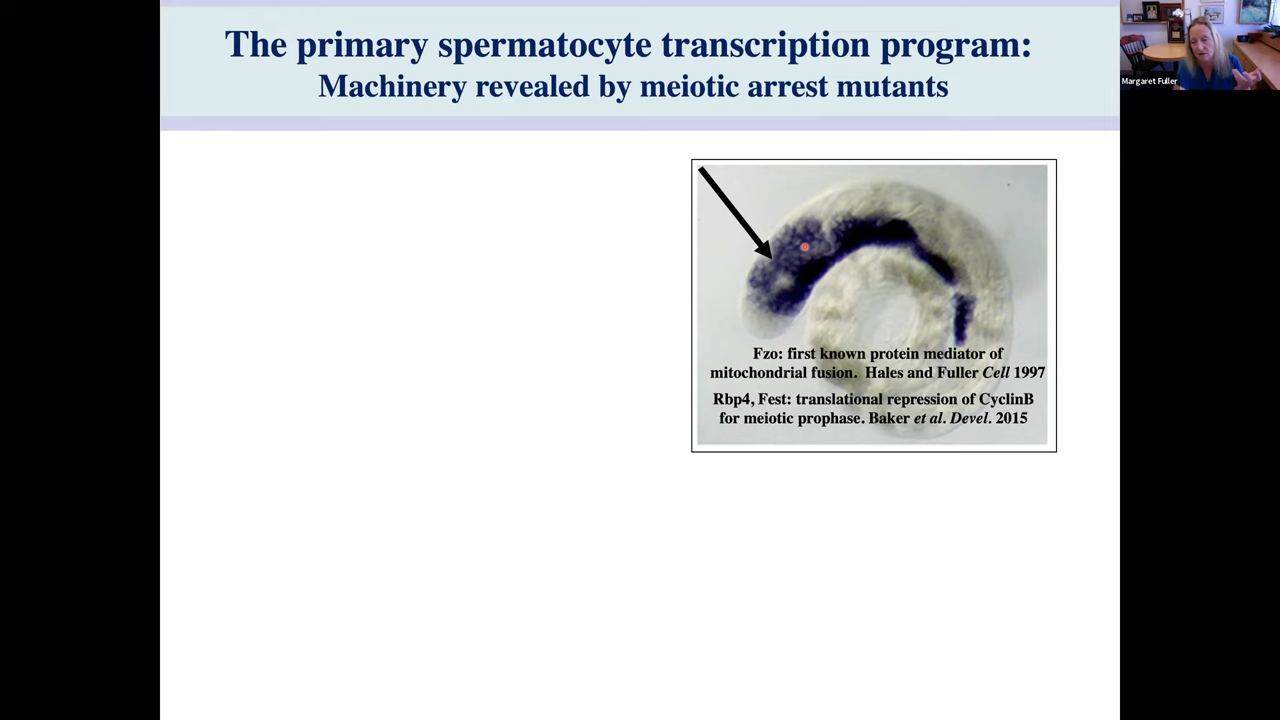 The primary spermatocyte transcription program:
Machinery revealed by meiotic arrest mutants
Margaret Fuller
Fzo: first known protein mediator of
mitochondrial fusion. Hales and Fuller Cell 1997
Rbp4, Fest: translational repression of CyclinB
for meiotic prophase. Baker et al. Devel. 2015